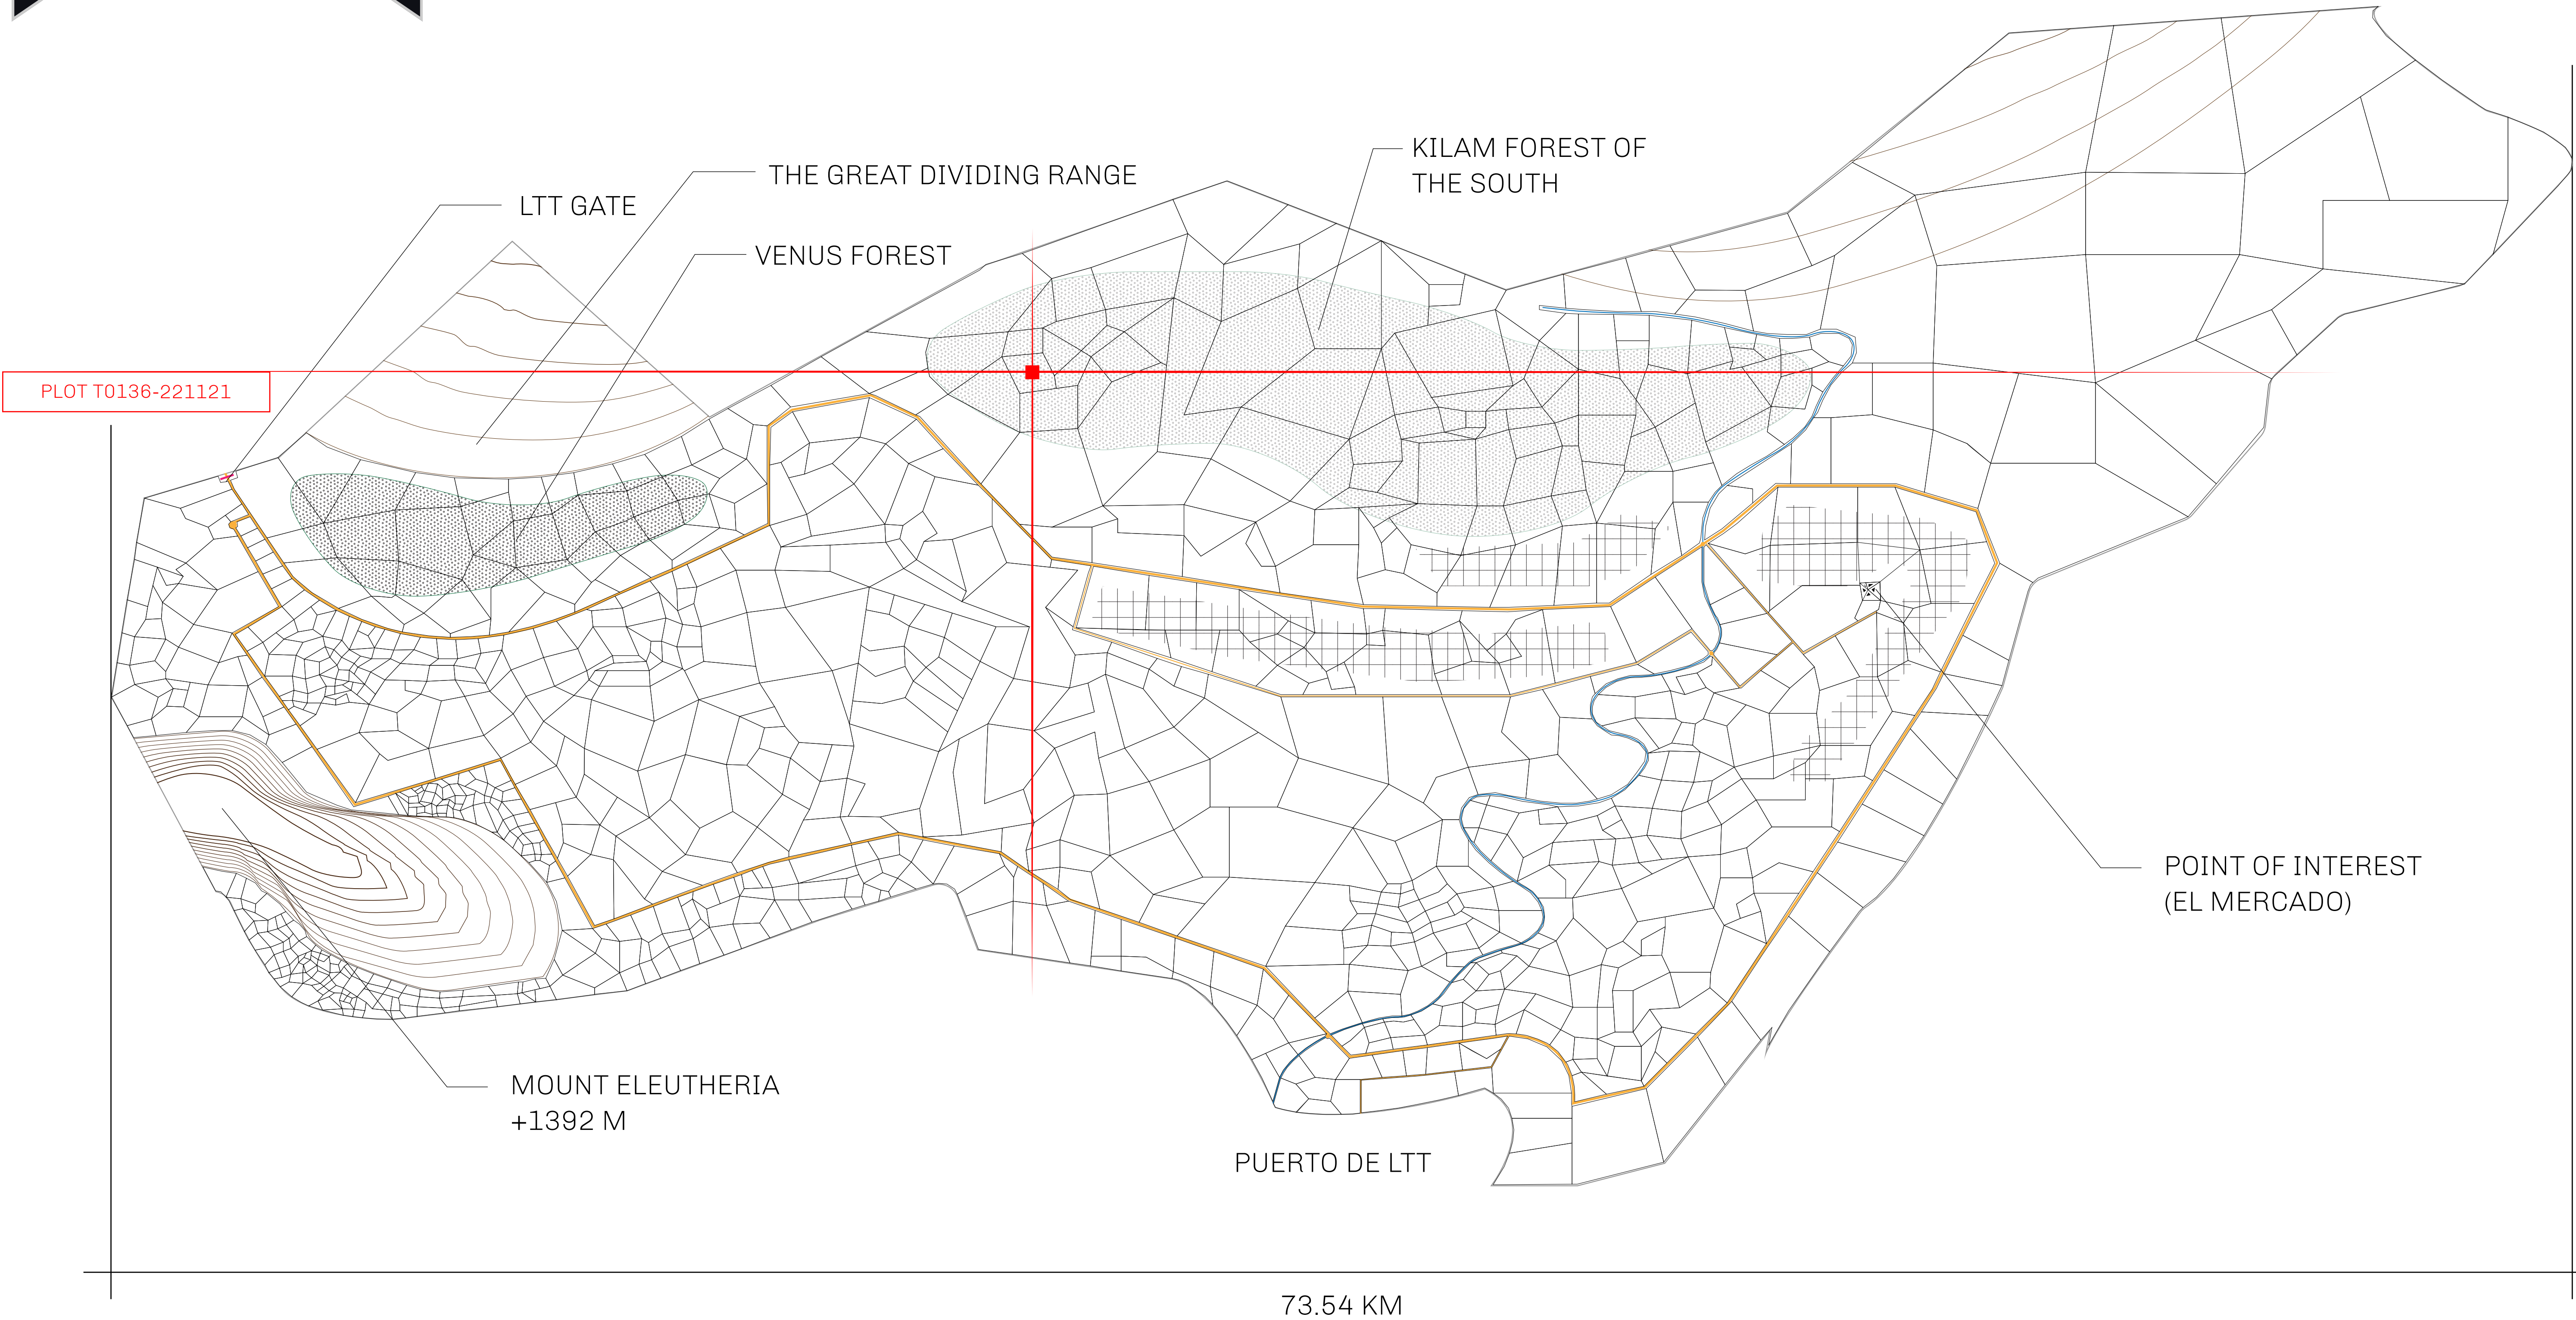 KILAM FOREST OF
THE SOUTH
THE GREAT DIVIDING RANGE
LTT GATE
VENUS FOREST
PLOT T0136-221121
POINT OF INTEREST
(EL MERCADO)
MOUNT ELEUTHERIA
+1392 M
PUERTO DE LTT
73.54 KM